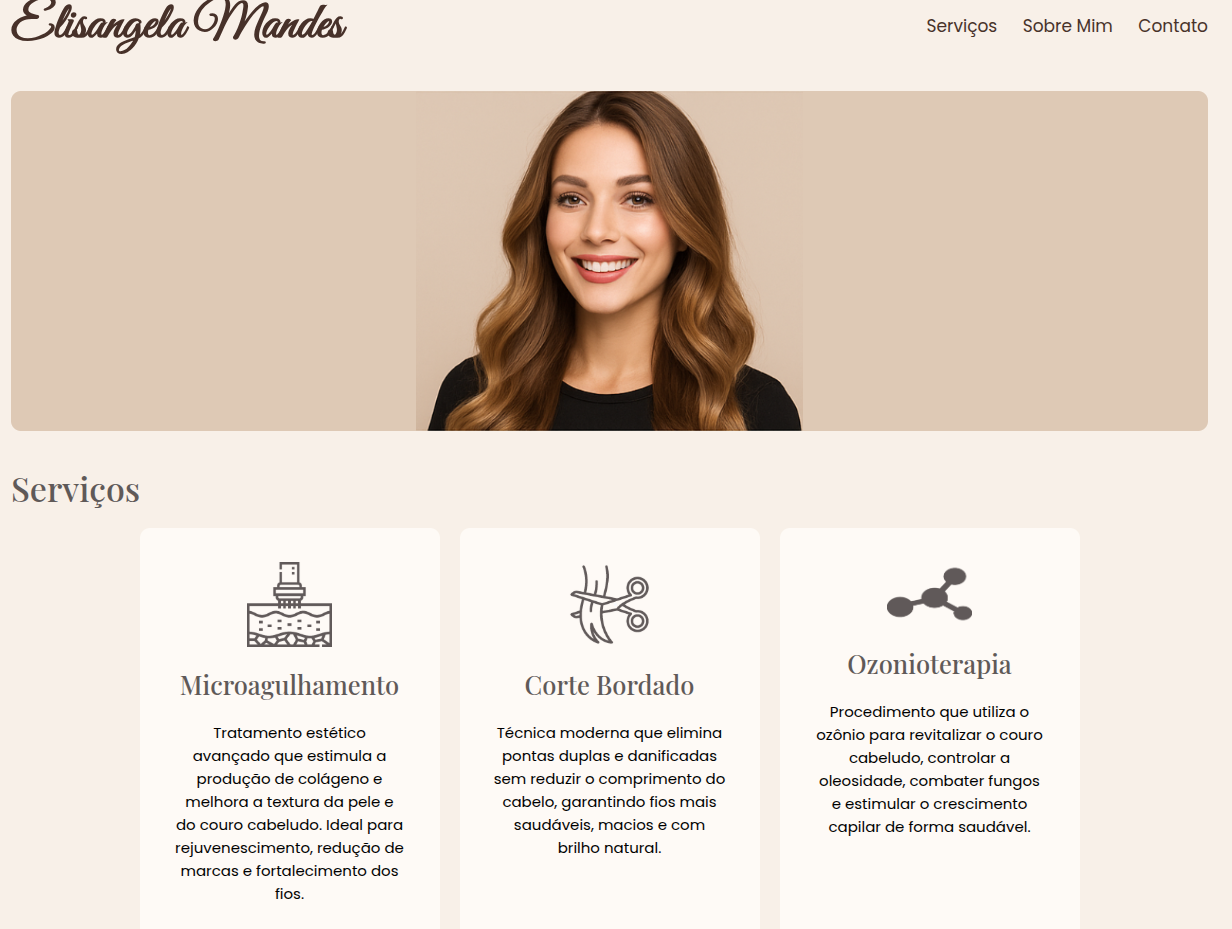 Elisangela Mandes
Serviços Sobre Mim Contato
Serviços
Microagulhamento
Tratamento estético
avançado que estimula a
produção de colágeno e
melhora a textura da pele e
do couro cabeludo. Ideal para
rejuvenescimento, redução de
marcas e fortalecimento dos
fios.
Corte Bordado
Técnica moderna que elimina
pontas duplas e danificadas
sem reduzir o comprimento do
cabelo, garantindo fios mais
saudáveis, macios e com
brilho natural.
Ozonioterapia
Procedimento que utiliza o
ozônio para revitalizar o couro
cabeludo, controlar a
oleosidade, combater fungos
e estimular o crescimento
capilar de forma saudável.